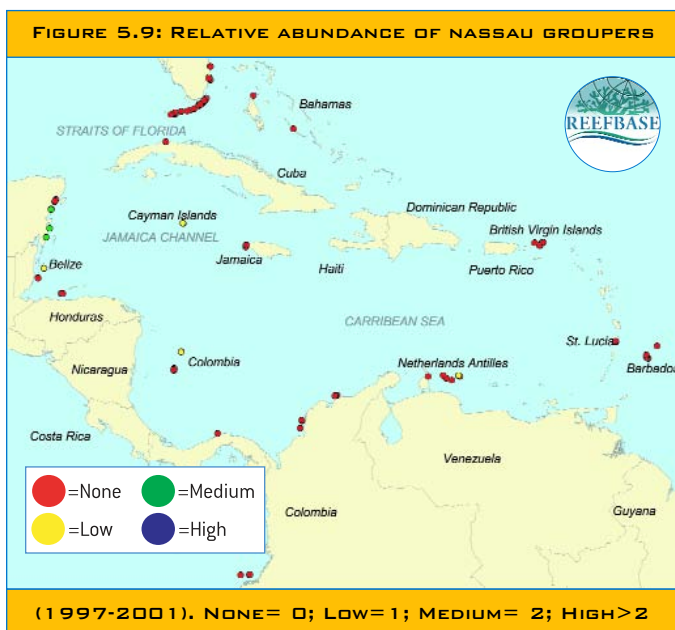 FIGURE 5.9: RELATIVE ABUNDANCE OF NASSAU GROUPERS
REEFBASE
Bahamas
STRAITS OF FLORIDA
Cuba
Cayman Islands
Dominican Republic
JAMAICA CHANNEL
British Virgin Islands
Jamaica
Haiti
Puerto Rico
Belize
Honduras
CARRIBEAN SEA
St. Lucia
Colombia
Netherlands Antilles
Barbados
Nicaragua
Costa Rica
Venezuela
=None
=Medium
=Low
=High
Colombia
Guyana
(1997-2001). NONE= 0; LOW=1; MEDIUM= 2; HIGH>2